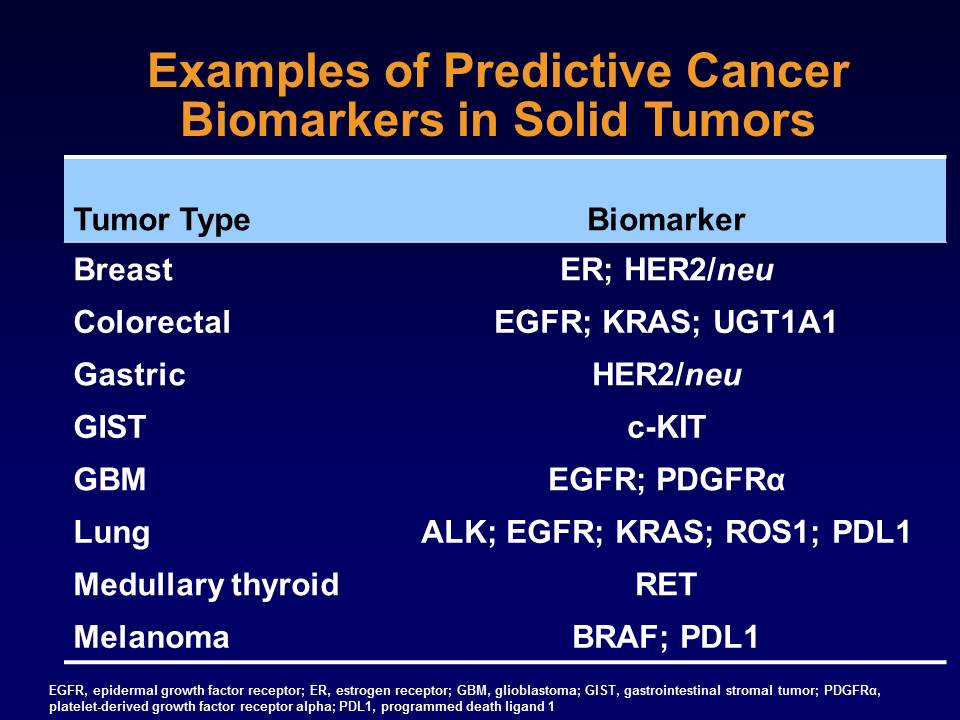 Examples of Predictive Cancer
Biomarkers in Solid Tumors
Tumor Type Biomarker
Breast ER; HER2/neu
Colorectal EGFR; KRAS; UGT1A1
Gastric HER2/neu
GIST c-KIT
GBM EGFR; PDGFRα
Lung ALK; EGFR; KRAS; ROS1; PDL1
Medullary thyroid RET
Melanoma BRAF; PDL1
EGFR, epidermal growth factor receptor; ER, estrogen receptor; GBM, glioblastoma; GIST, gastrointestinal stromal tumor; PDGFRα,
platelet-derived growth factor receptor alpha; PDL1, programmed death ligand 1